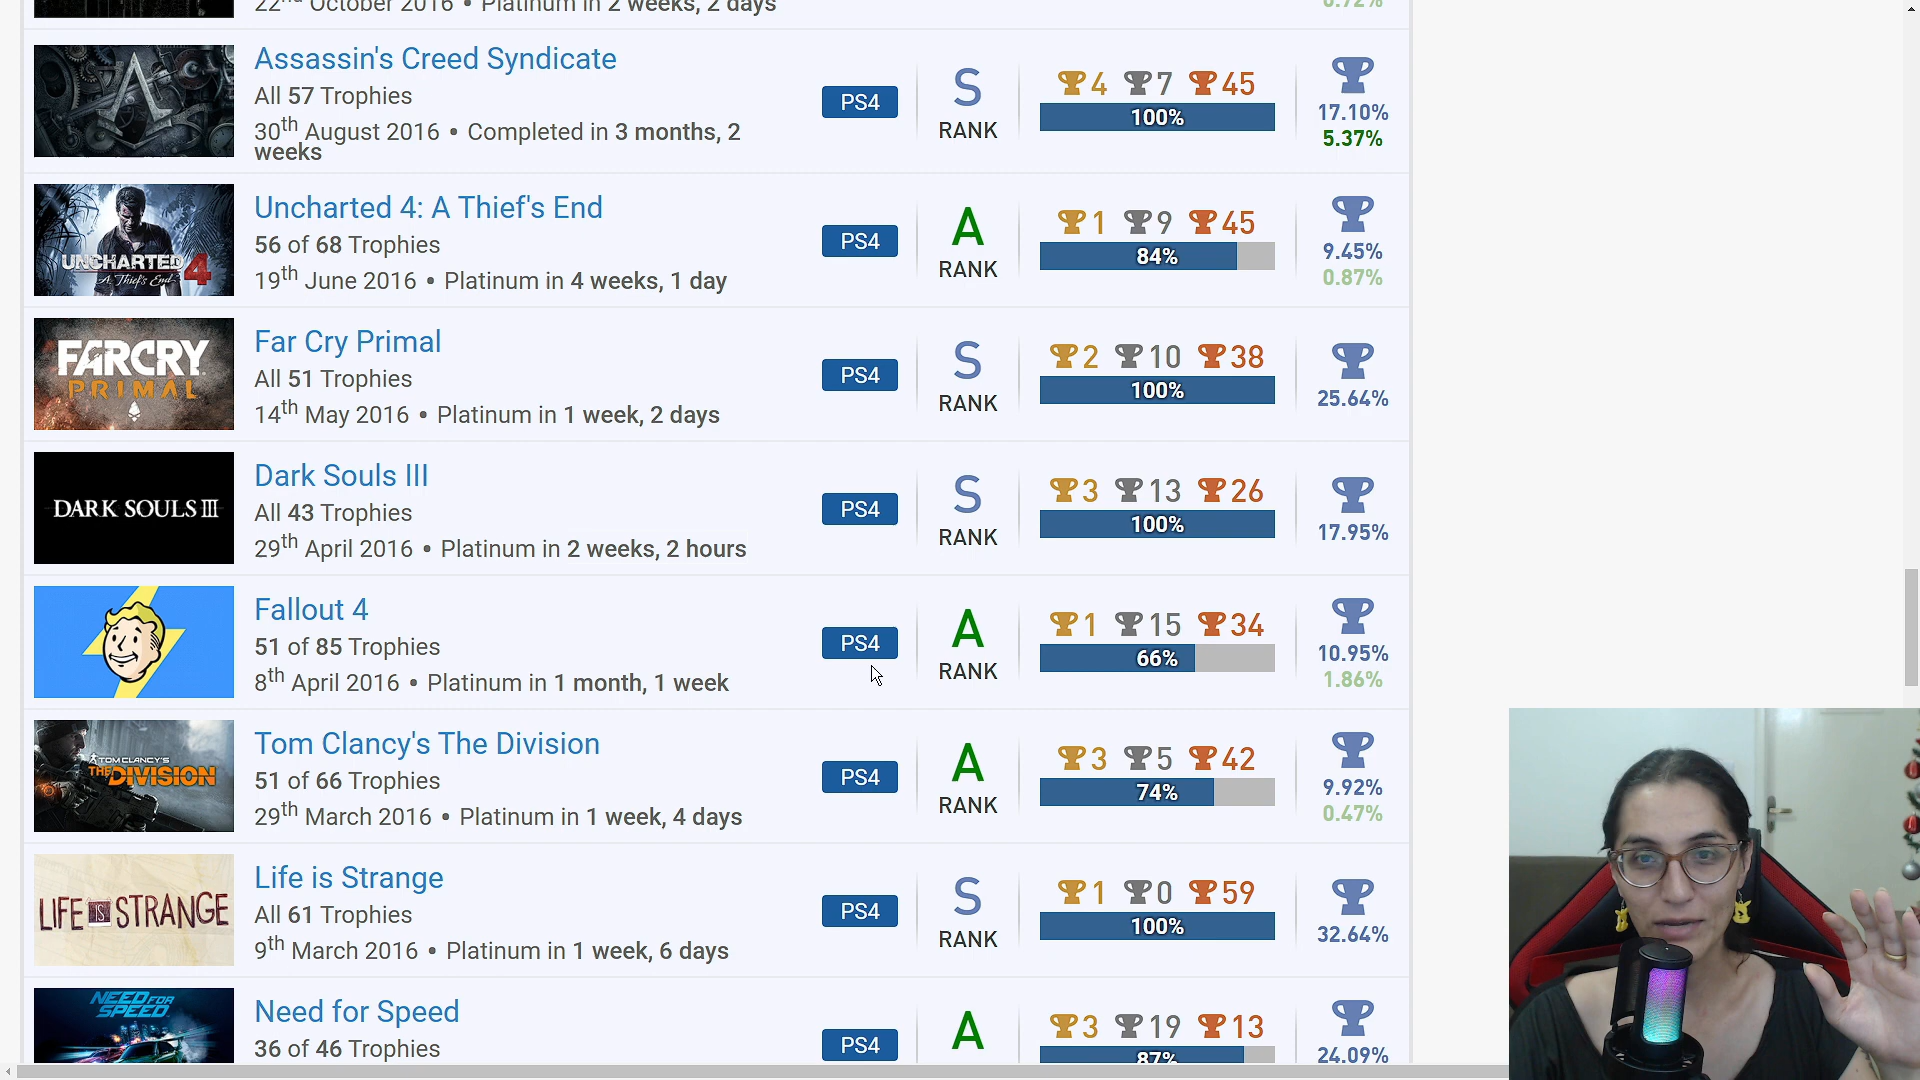 22nd October 2016 • Platinum in 2 weeks, 2 days
0.72%
Assassin's Creed Syndicate
All 57 Trophies
30th August 2016 • Completed in 3 months, 2
weeks
PS4
S
RANK
4 7 45
100%
17.10%
5.37%
UNCHARTED 4
A Thief's End
Uncharted 4: A Thief's End
56 of 68 Trophies
19th June 2016 • Platinum in 4 weeks, 1 day
PS4
A
RANK
1 9 45
84%
9.45%
0.87%
FARCRY
PRIMAL
Far Cry Primal
All 51 Trophies
14th May 2016 • Platinum in 1 week, 2 days
PS4
S
RANK
2 10 38
100%
25.64%
DARK SOULS III
Dark Souls III
All 43 Trophies
29th April 2016 • Platinum in 2 weeks, 2 hours
PS4
S
RANK
3 13 26
100%
17.95%
Fallout 4
51 of 85 Trophies
8th April 2016 • Platinum in 1 month, 1 week
PS4
A
RANK
1 15 34
66%
10.95%
1.86%
TOM CLANCY'S
THE DIVISION
Tom Clancy's The Division
51 of 66 Trophies
29th March 2016 • Platinum in 1 week, 4 days
PS4
A
RANK
3 5 42
74%
9.92%
0.47%
LIFE IS STRANGE
Life is Strange
All 61 Trophies
9th March 2016 • Platinum in 1 week, 6 days
PS4
S
RANK
1 0 59
100%
32.64%
NEED FOR
SPEED
Need for Speed
36 of 46 Trophies
PS4
A
3 19 13
87%
24.09%